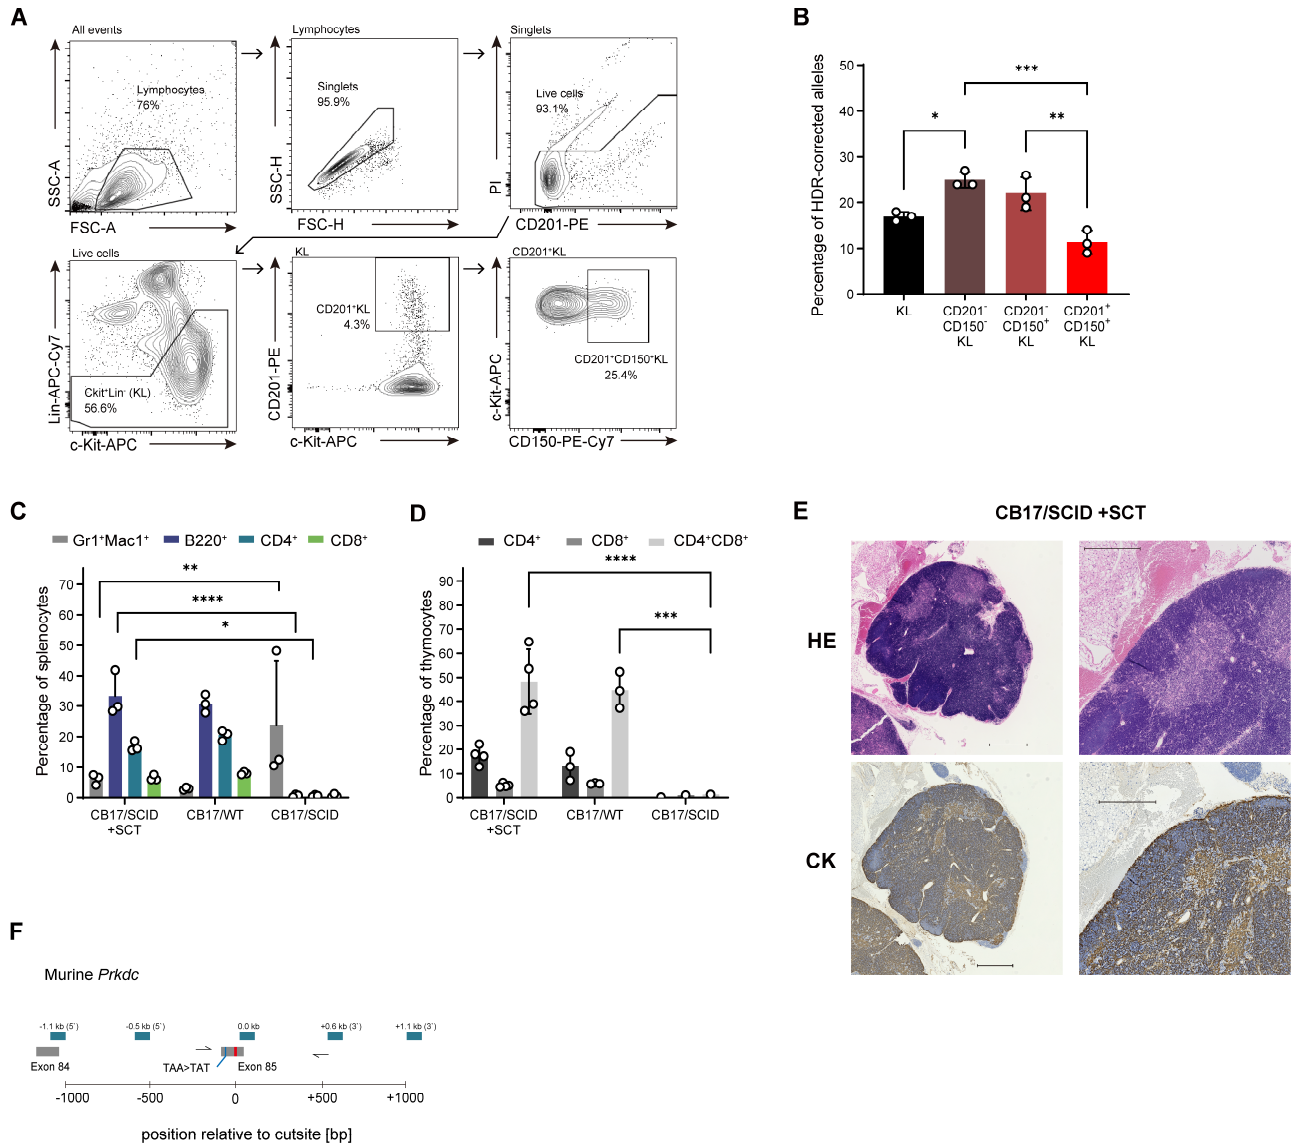 A
All events
Lymphocytes
76%
SSC-A
FSC-A
Lymphocytes
Singlets
95.9%
SSC-H
FSC-H
Singlets
Live cells
93.1%
PI
CD201-PE
Live cells
Ckit⁺Lin⁻ (KL)
56.6%
Lin-APC-Cy7
c-Kit-APC
KL
CD201⁺KL
4.3%
CD201-PE
c-Kit-APC
CD201⁺KL
CD201⁺CD150⁺KL
25.4%
c-Kit-APC
CD150-PE-Cy7
B
Percentage of HDR-corrected alleles
50
40
30
20
10
0
*
***
**
KL
CD201⁻
CD150⁻
KL
CD201⁻
CD150⁺
KL
CD201⁺
CD150⁺
KL
C
Gr1⁺Mac1⁺ B220⁺ CD4⁺ CD8⁺
Percentage of splenocytes
70
60
50
40
30
20
10
0
**
****
*
CB17/SCID
+SCT
CB17/WT
CB17/SCID
D
CD4⁺ CD8⁺ CD4⁺CD8⁺
Percentage of thymocytes
90
80
70
60
50
40
30
20
10
0
****
***
CB17/SCID
+SCT
CB17/WT
CB17/SCID
E
CB17/SCID +SCT
HE
CK
F
Murine Prkdc
-1.1 kb (5`) -0.5 kb (5`) 0.0 kb +0.6 kb (3`) +1.1 kb (3`)
Exon 84 TAA>TAT Exon 85
-1000 -500 0 +500 +1000
position relative to cutsite [bp]